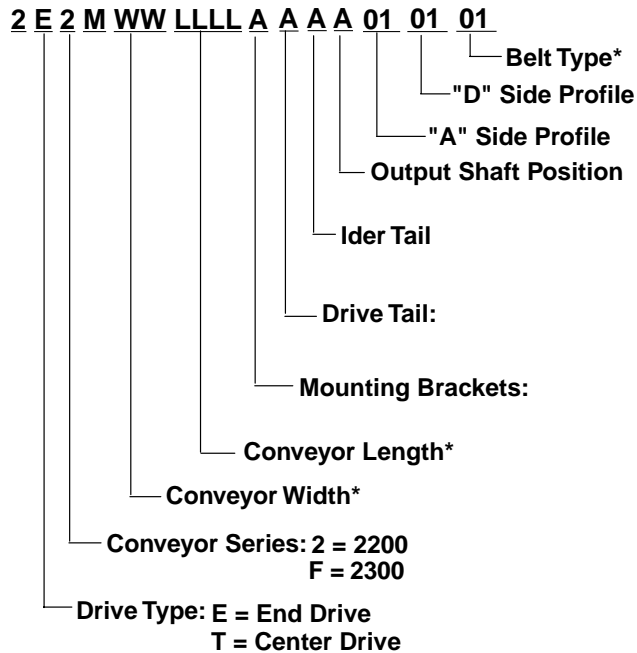 2 E 2 M WW LLLL A A A A 01 01 01
Belt Type*
"D" Side Profile
"A" Side Profile
Output Shaft Position
Ider Tail
Drive Tail:
Mounting Brackets:
Conveyor Length*
Conveyor Width*
Conveyor Series: 2 = 2200
F = 2300
Drive Type: E = End Drive
T = Center Drive